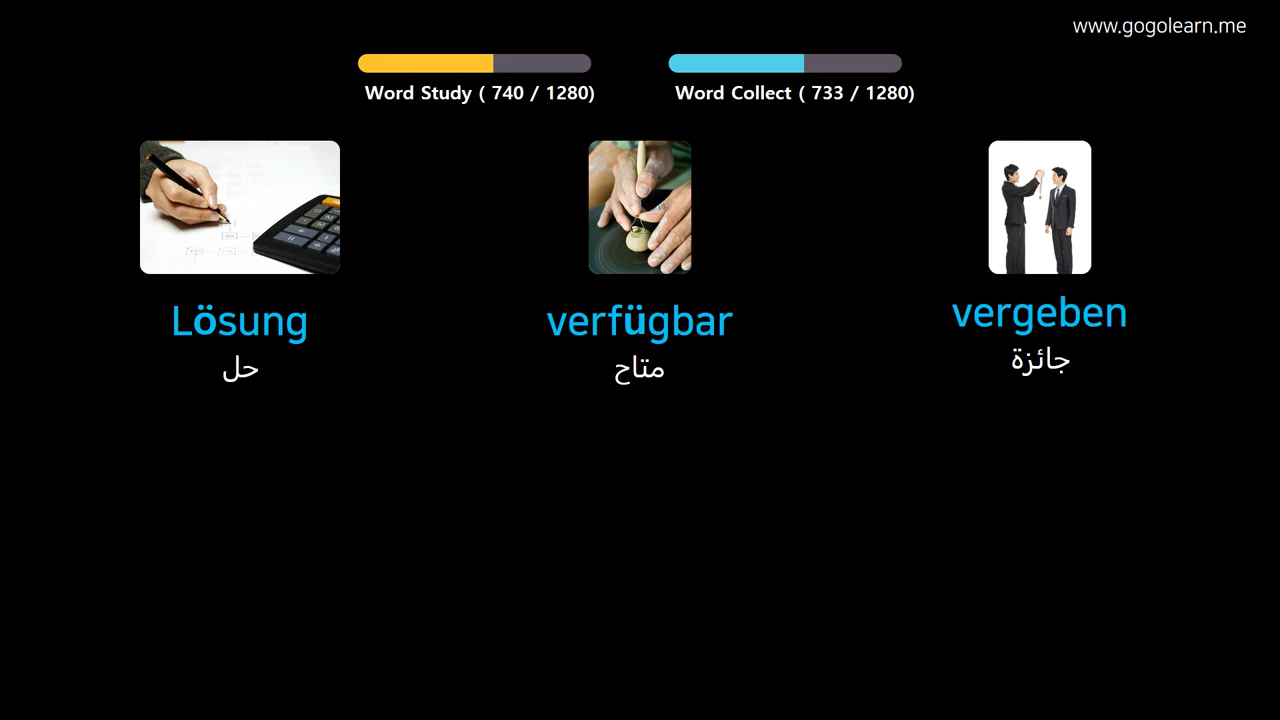 www.gogolearn.me
Word Study ( 740 / 1280)
Word Collect ( 733 / 1280)
Lösung
حل
verfügbar
متاح
vergeben
جائزة